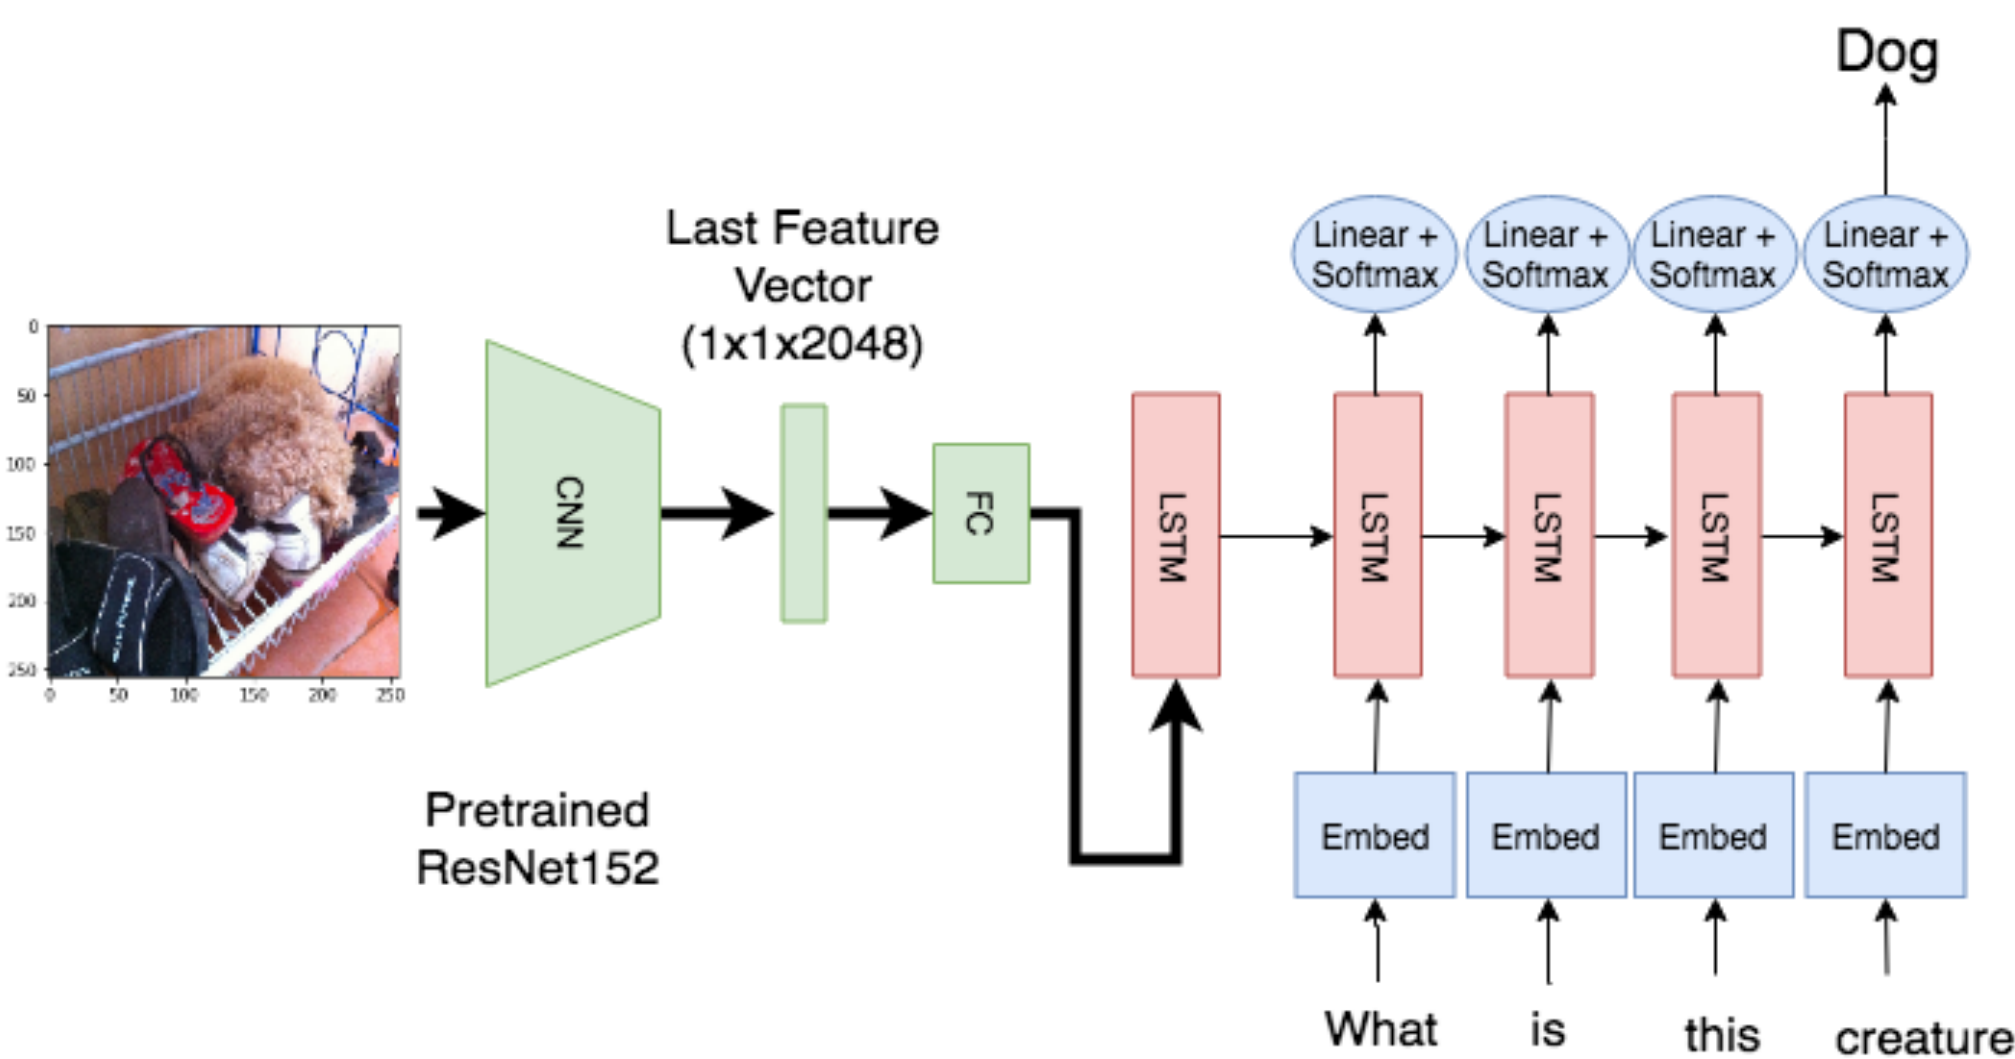 Dog
Last Feature
Vector
(1x1x2048)
Linear +
Softmax
Linear +
Softmax
Linear +
Softmax
Linear +
Softmax
0
50
100
150
200
250
0
50
100
150
200
250
CNN
FC
LSTM
LSTM
LSTM
LSTM
LSTM
Pretrained
ResNet152
Embed
Embed
Embed
Embed
What
is
this
creature